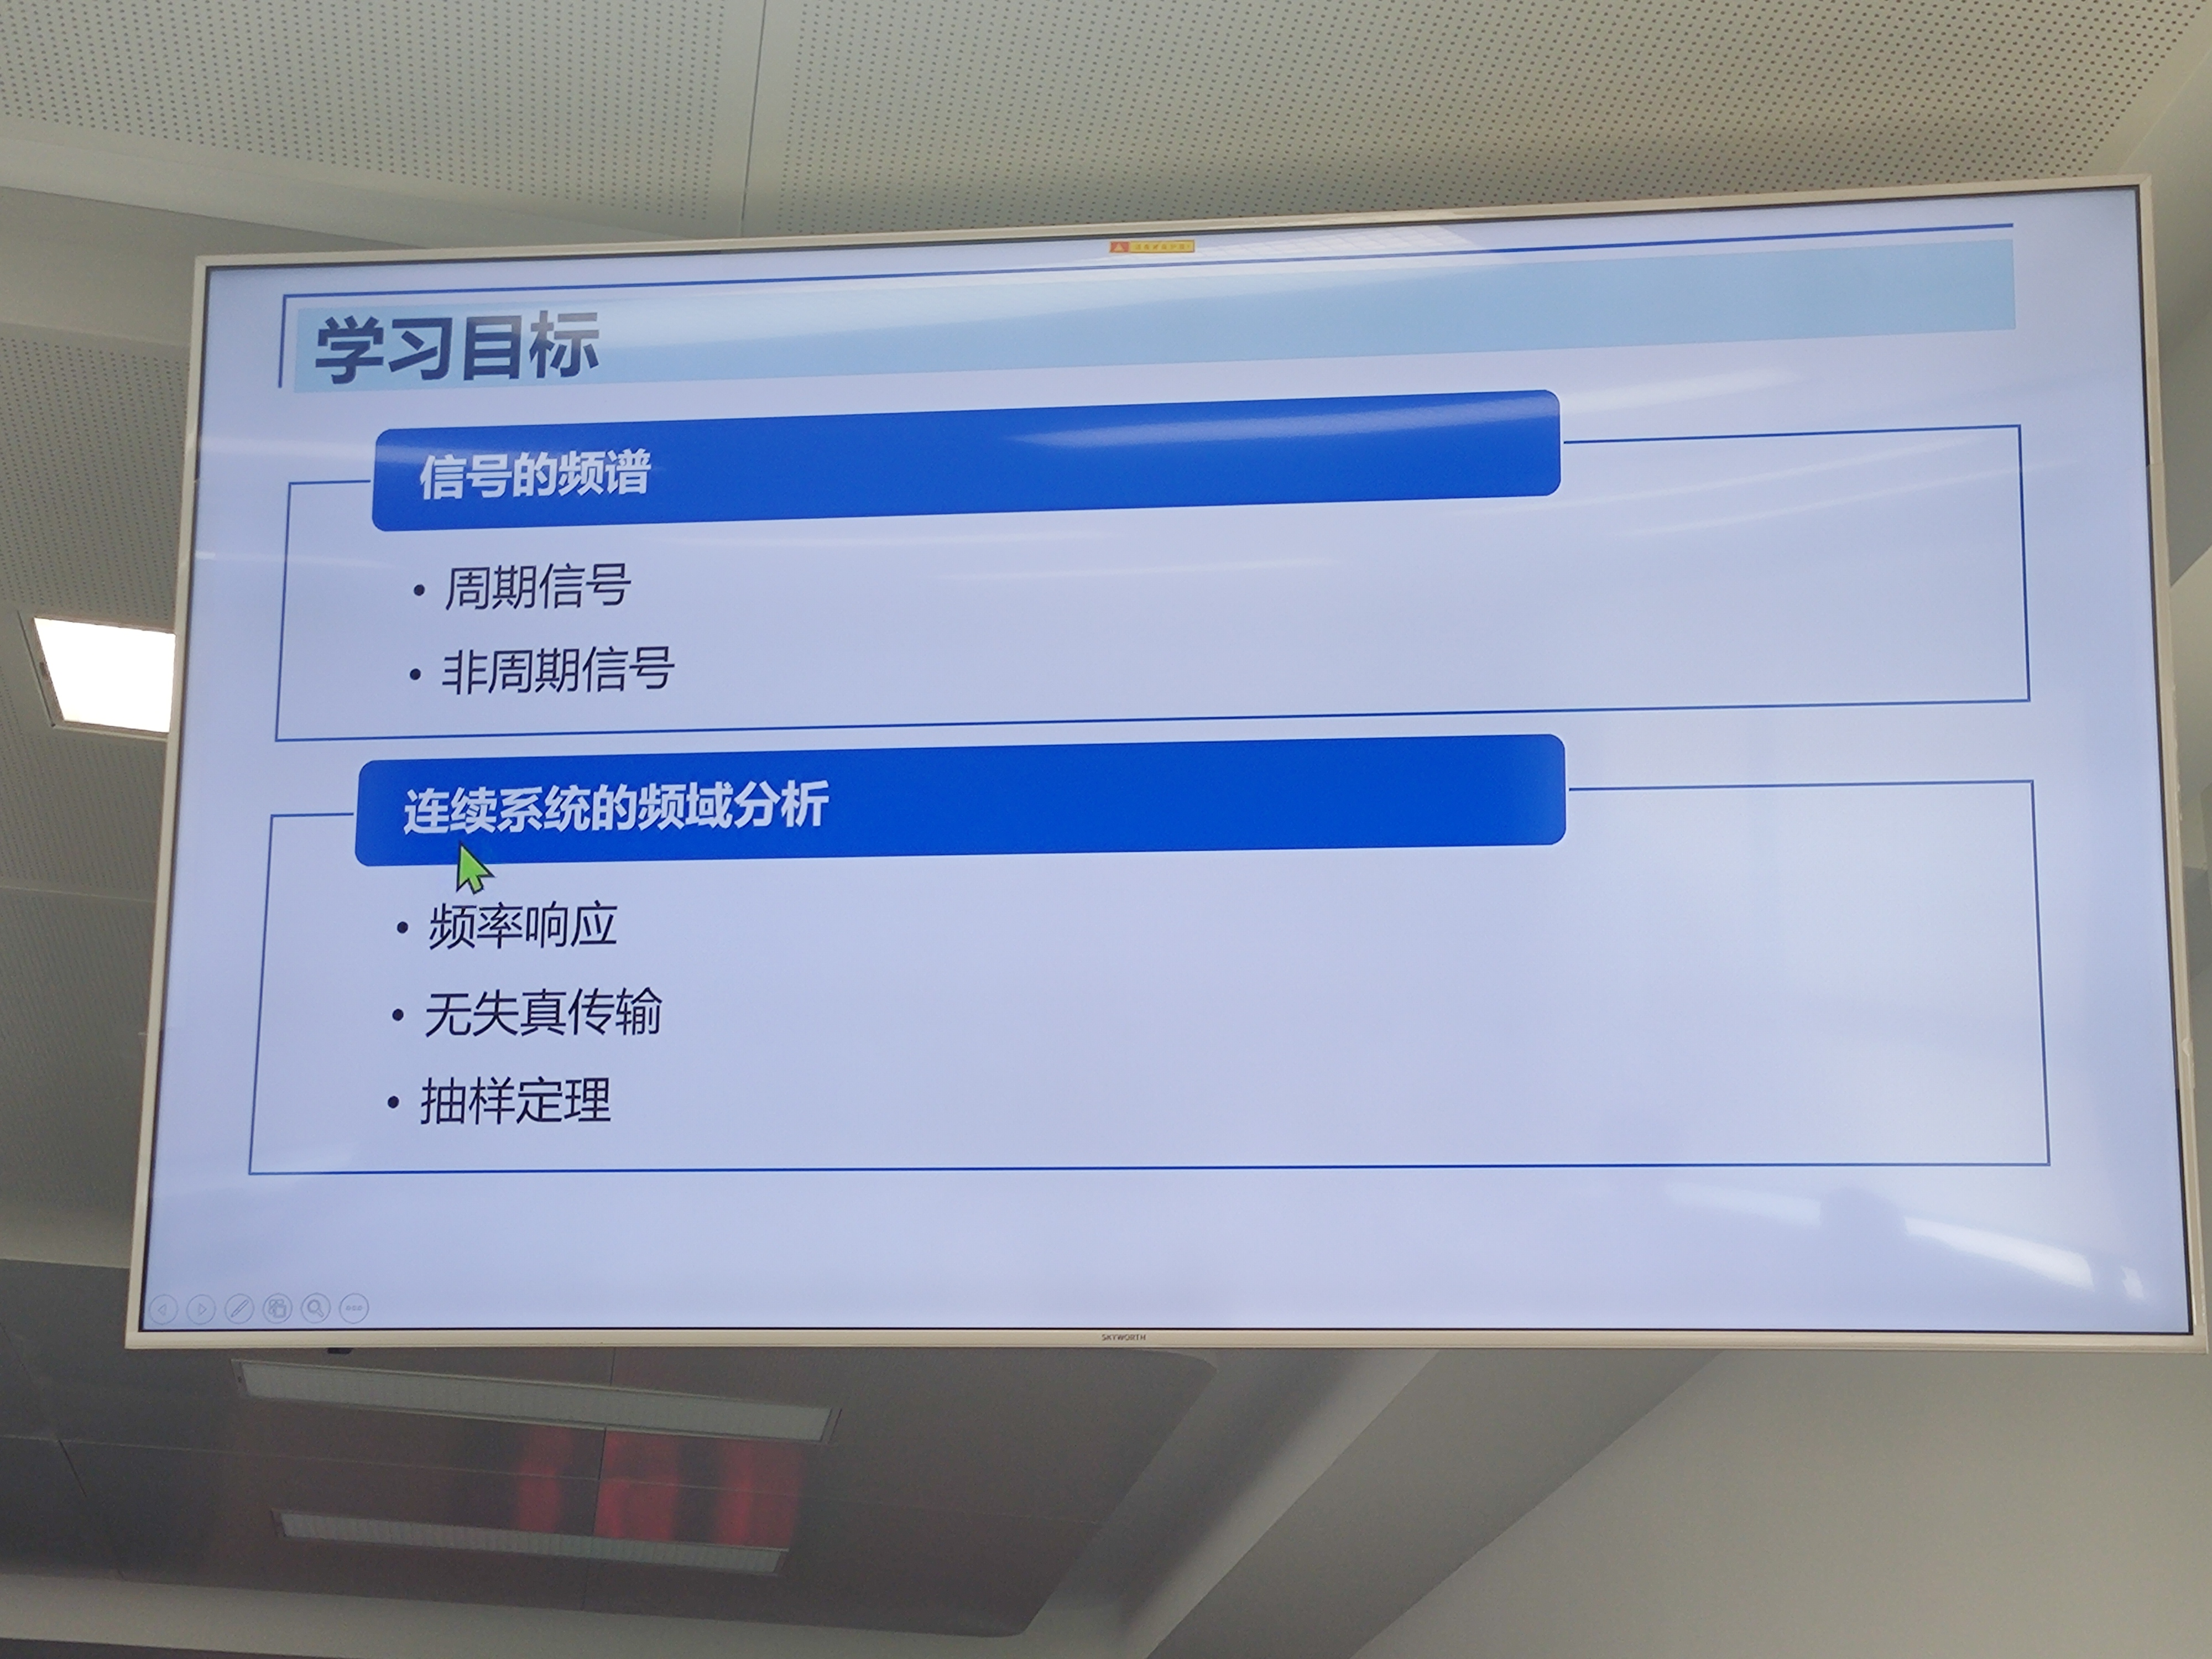 学习目标
信号的频谱
• 周期信号
• 非周期信号
连续系统的频域分析
• 频率响应
• 无失真传输
• 抽样定理
SKYWORTH